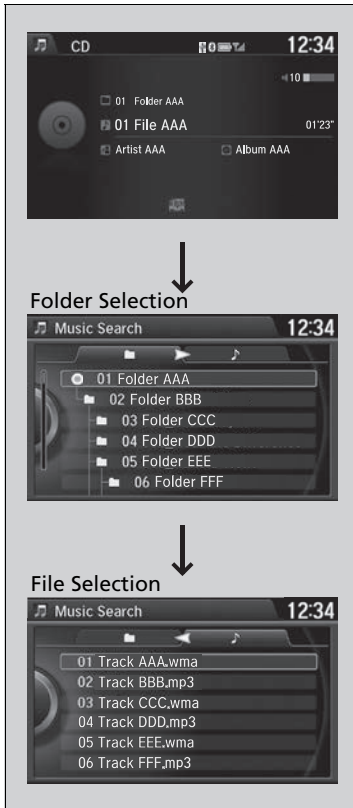 CD 12:34
10
01 Folder AAA
01 File AAA 01'23"
Artist AAA Album AAA
Folder Selection
Music Search 12:34
01 Folder AAA
02 Folder BBB
03 Folder CCC
04 Folder DDD
05 Folder EEE
06 Folder FFF
File Selection
Music Search 12:34
01 Track AAA.wma
02 Track BBB.mp3
03 Track CCC.wma
04 Track DDD.mp3
05 Track EEE.wma
06 Track FFF.mp3